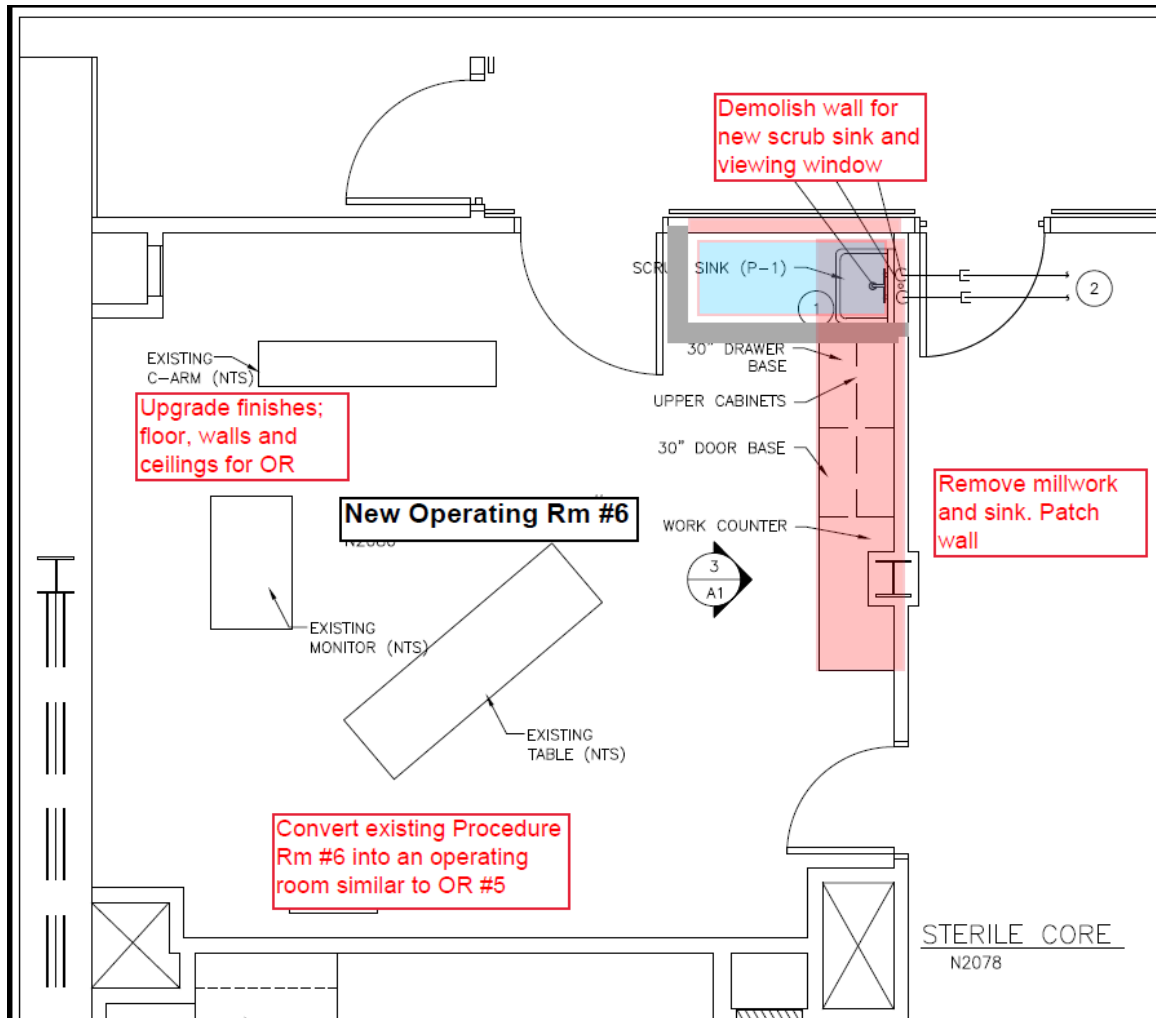 Demolish wall for
new scrub sink and
viewing window
SINK (P-1)
1
2
30" DRAWER
BASE
UPPER CABINETS
30" DOOR BASE
WORK COUNTER
3
A1
EXISTING
C-ARM (NTS)
Upgrade finishes;
floor, walls and
ceilings for OR
New Operating Rm #6
Remove millwork
and sink. Patch
wall
EXISTING
MONITOR (NTS)
EXISTING
TABLE (NTS)
Convert existing Procedure
Rm #6 into an operating
room similar to OR #5
STERILE CORE
N2078